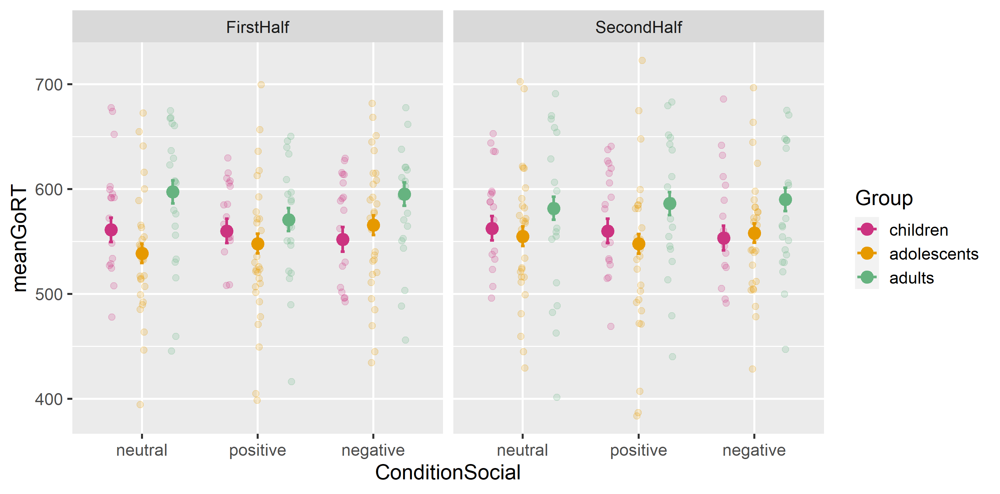 FirstHalf
SecondHalf
meanGoRT
700
600
500
400
neutral
positive
negative
neutral
positive
negative
ConditionSocial
Group
children
adolescents
adults